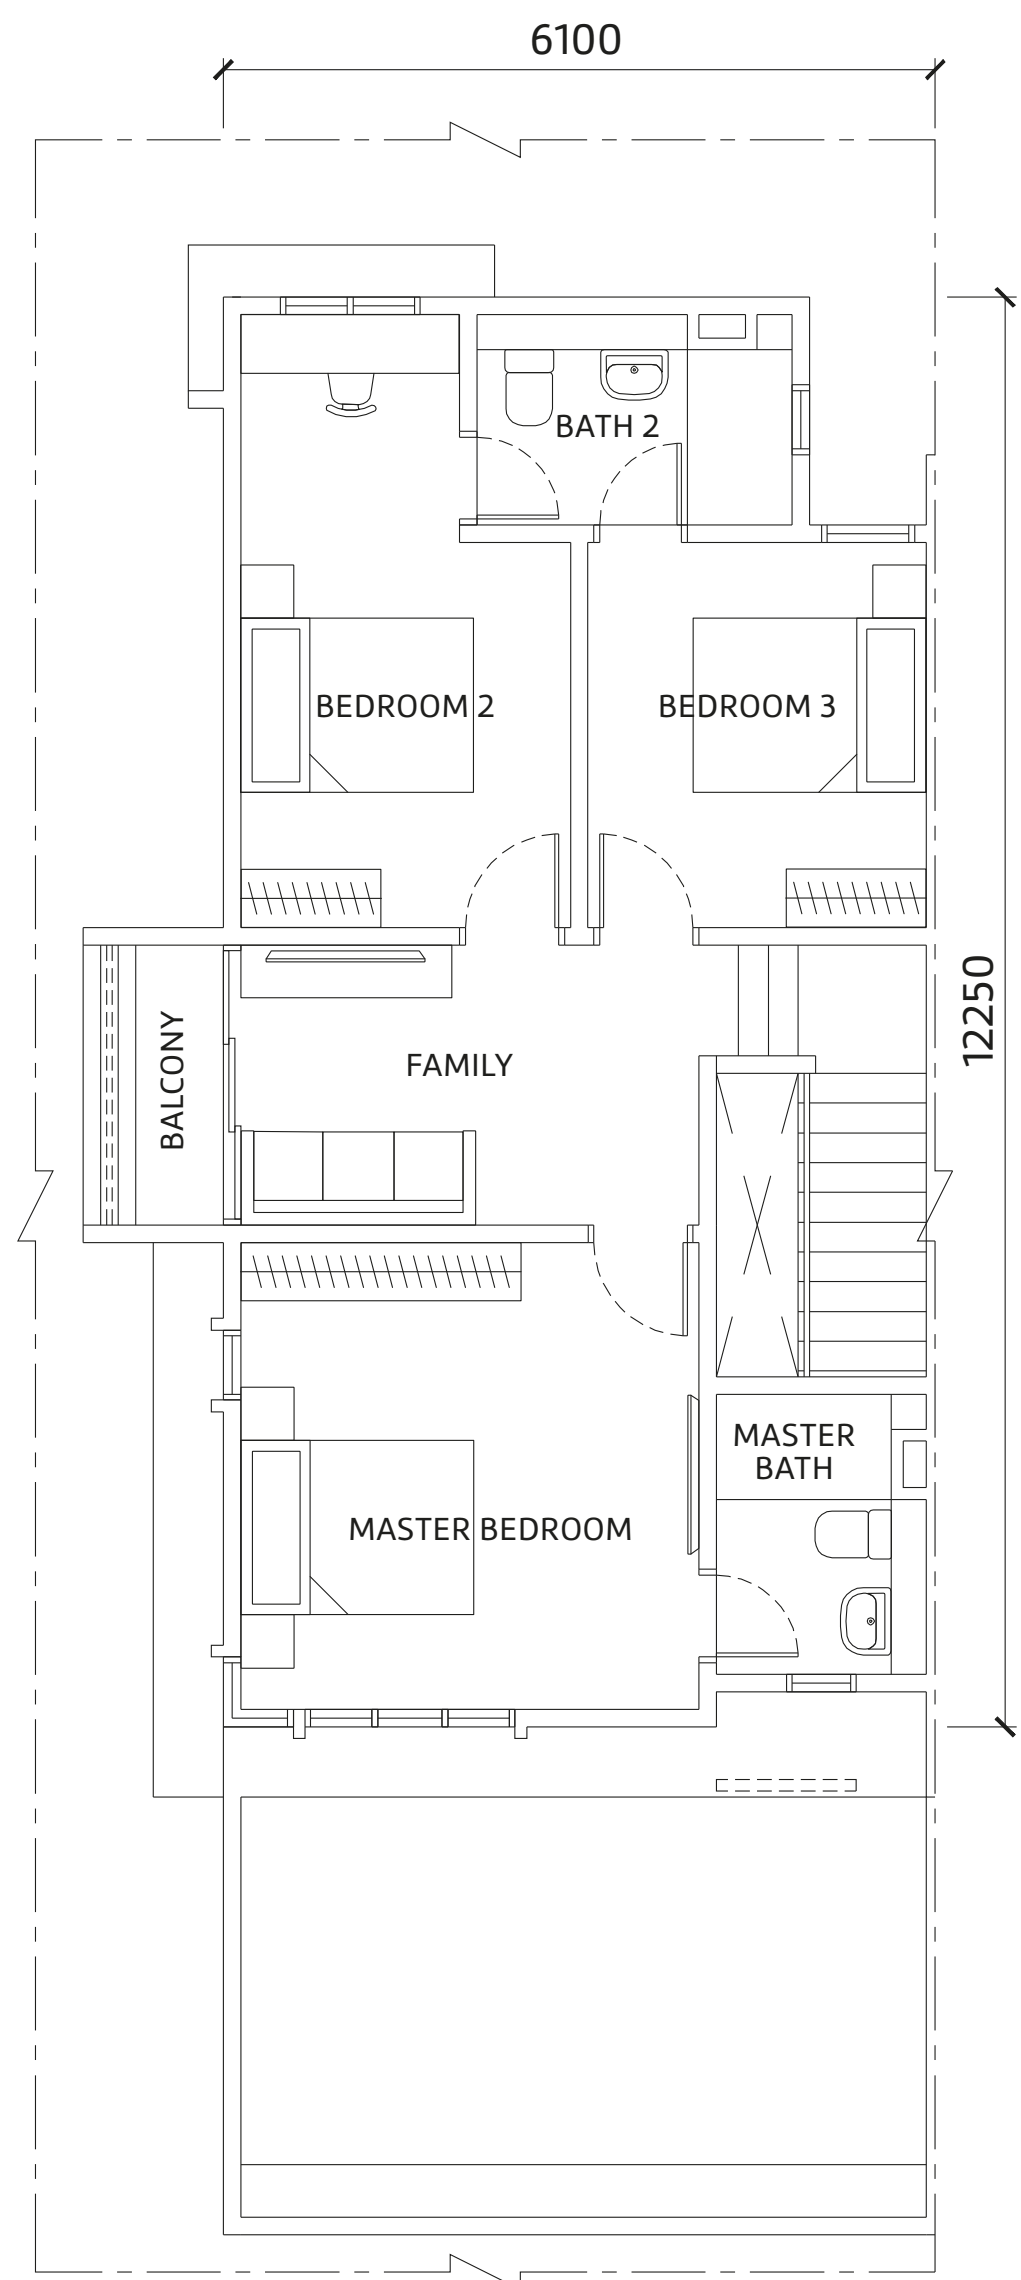 6100
BATH 2
BEDROOM 2
BEDROOM 3
12250
BALCONY
FAMILY
MASTER
BATH
MASTER BEDROOM